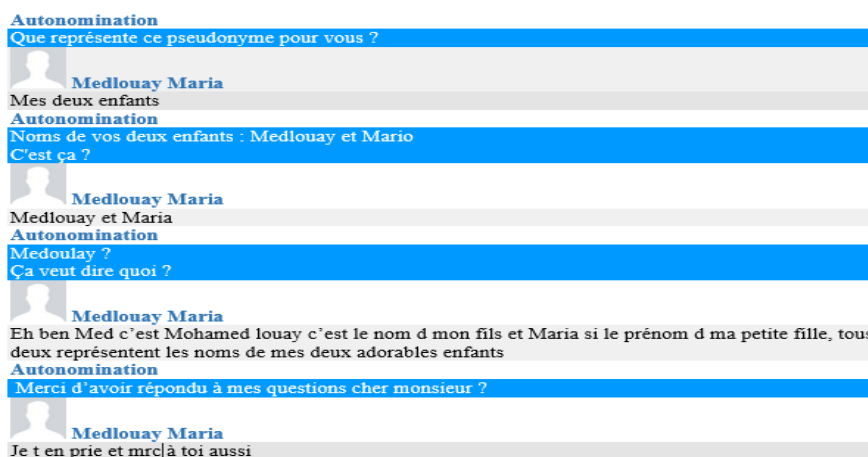 Autonomination
Que représente ce pseudonyme pour vous ?
Medlouay Maria
Mes deux enfants
Autonomination
Noms de vos deux enfants : Medlouay et Mario
C'est ça ?
Medlouay Maria
Medlouay et Maria
Autonomination
Medoulay ?
Ça veut dire quoi ?
Medlouay Maria
Eh ben Med c’est Mohamed louay c’est le nom d mon fils et Maria si le prénom d ma petite fille, tous
deux représentent les noms de mes deux adorables enfants
Autonomination
Merci d’avoir répondu à mes questions cher monsieur ?
Medlouay Maria
Je t en prie et mrc à toi aussi